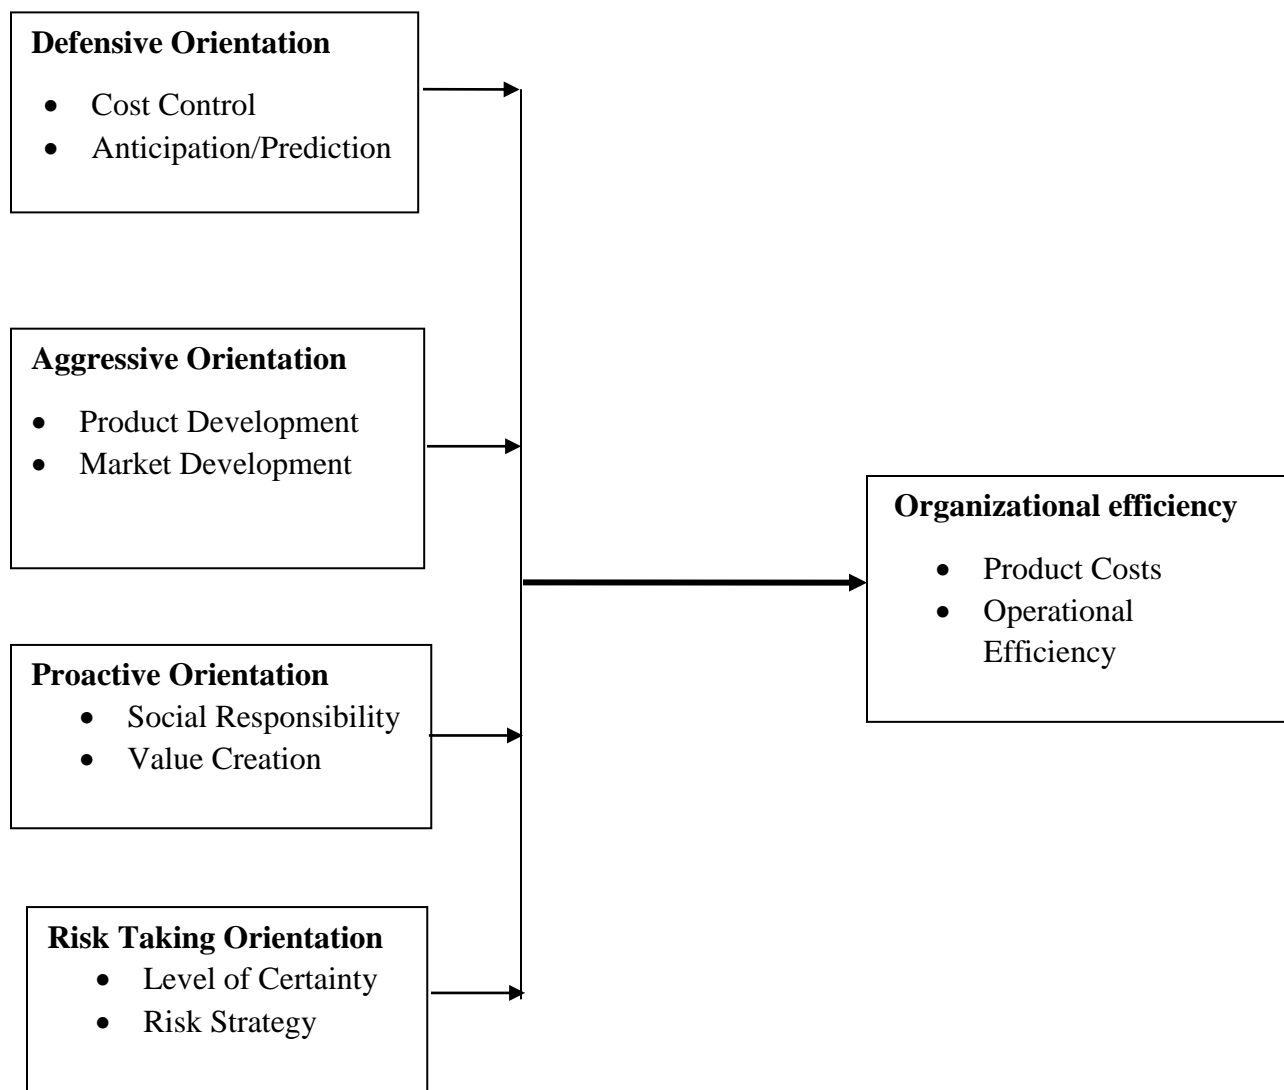 Defensive Orientation
• Cost Control
• Anticipation/Prediction
Aggressive Orientation
• Product Development
• Market Development
Proactive Orientation
• Social Responsibility
• Value Creation
Risk Taking Orientation
• Level of Certainty
• Risk Strategy
Organizational efficiency
• Product Costs
• Operational
Efficiency